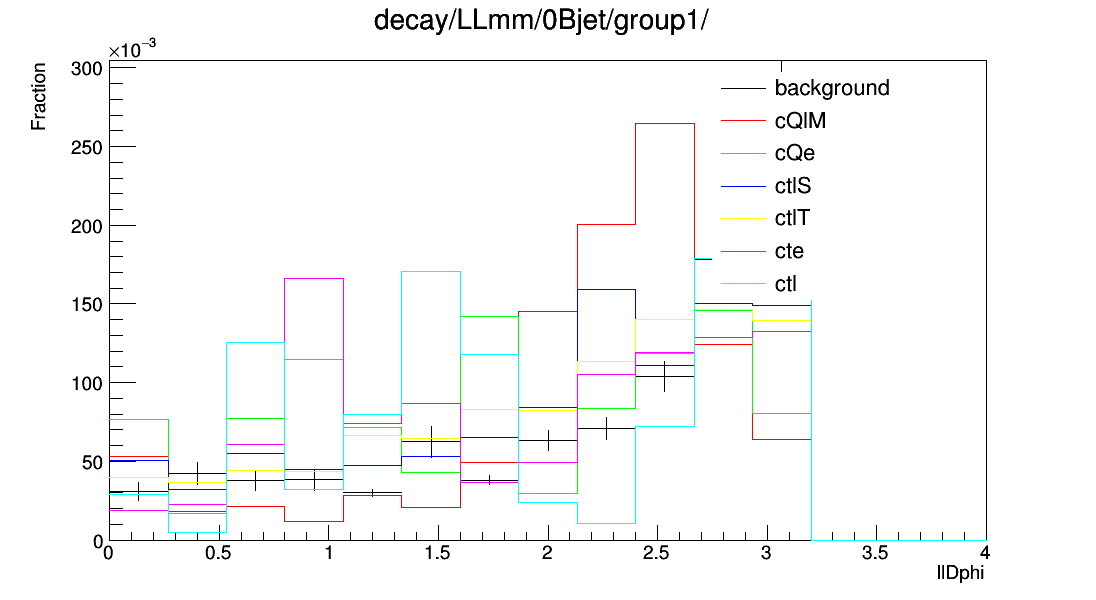 decay/LLmm/0Bjet/group1/
×10⁻³
Fraction
300
250
200
150
100
50
0
background
cQlM
cQe
ctlS
ctlT
cte
ctl
0 0.5 1 1.5 2 2.5 3 3.5 4
llDphi